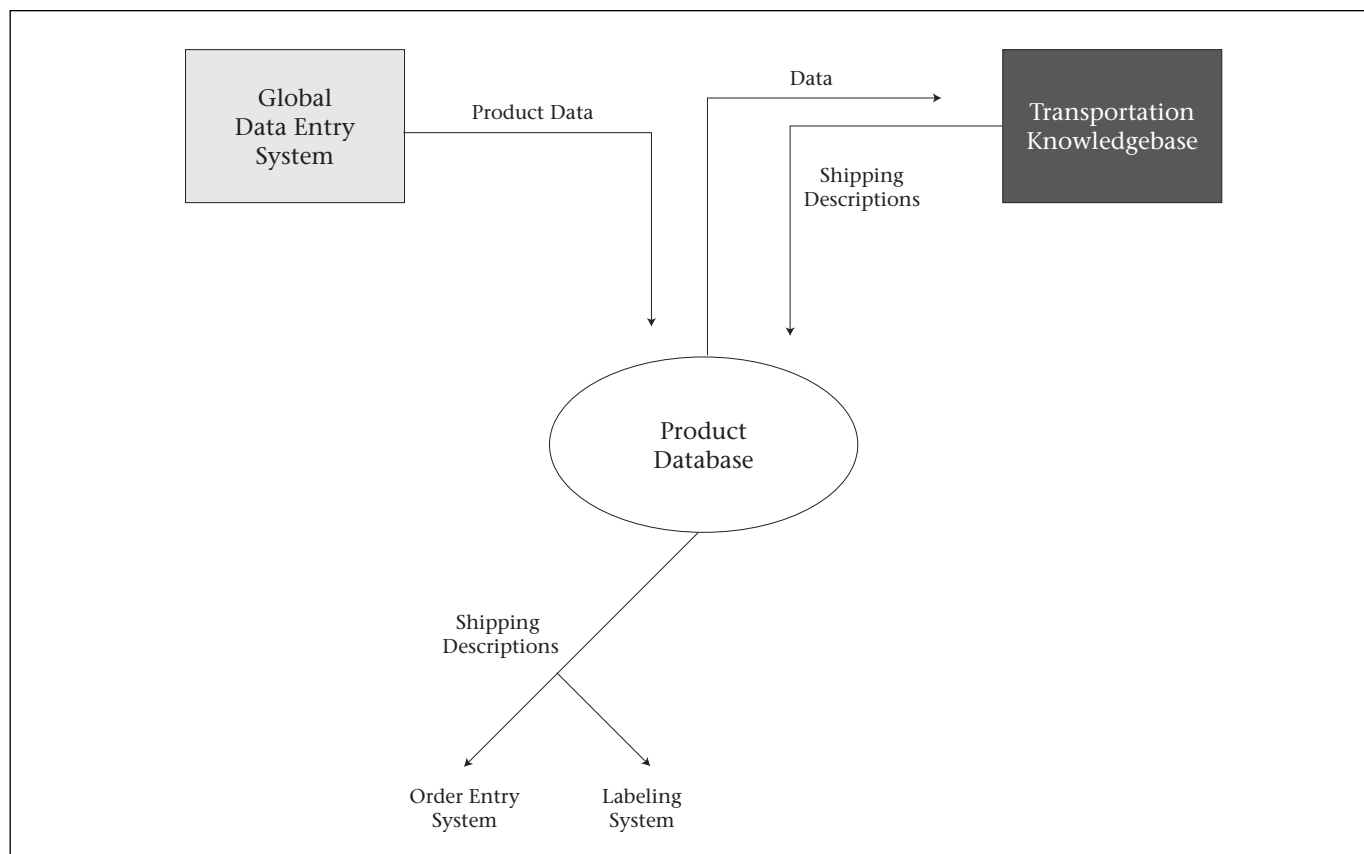 Global
Data Entry
System
Product Data
Data
Transportation
Knowledgebase
Shipping
Descriptions
Product
Database
Shipping
Descriptions
Order Entry
System
Labeling
System